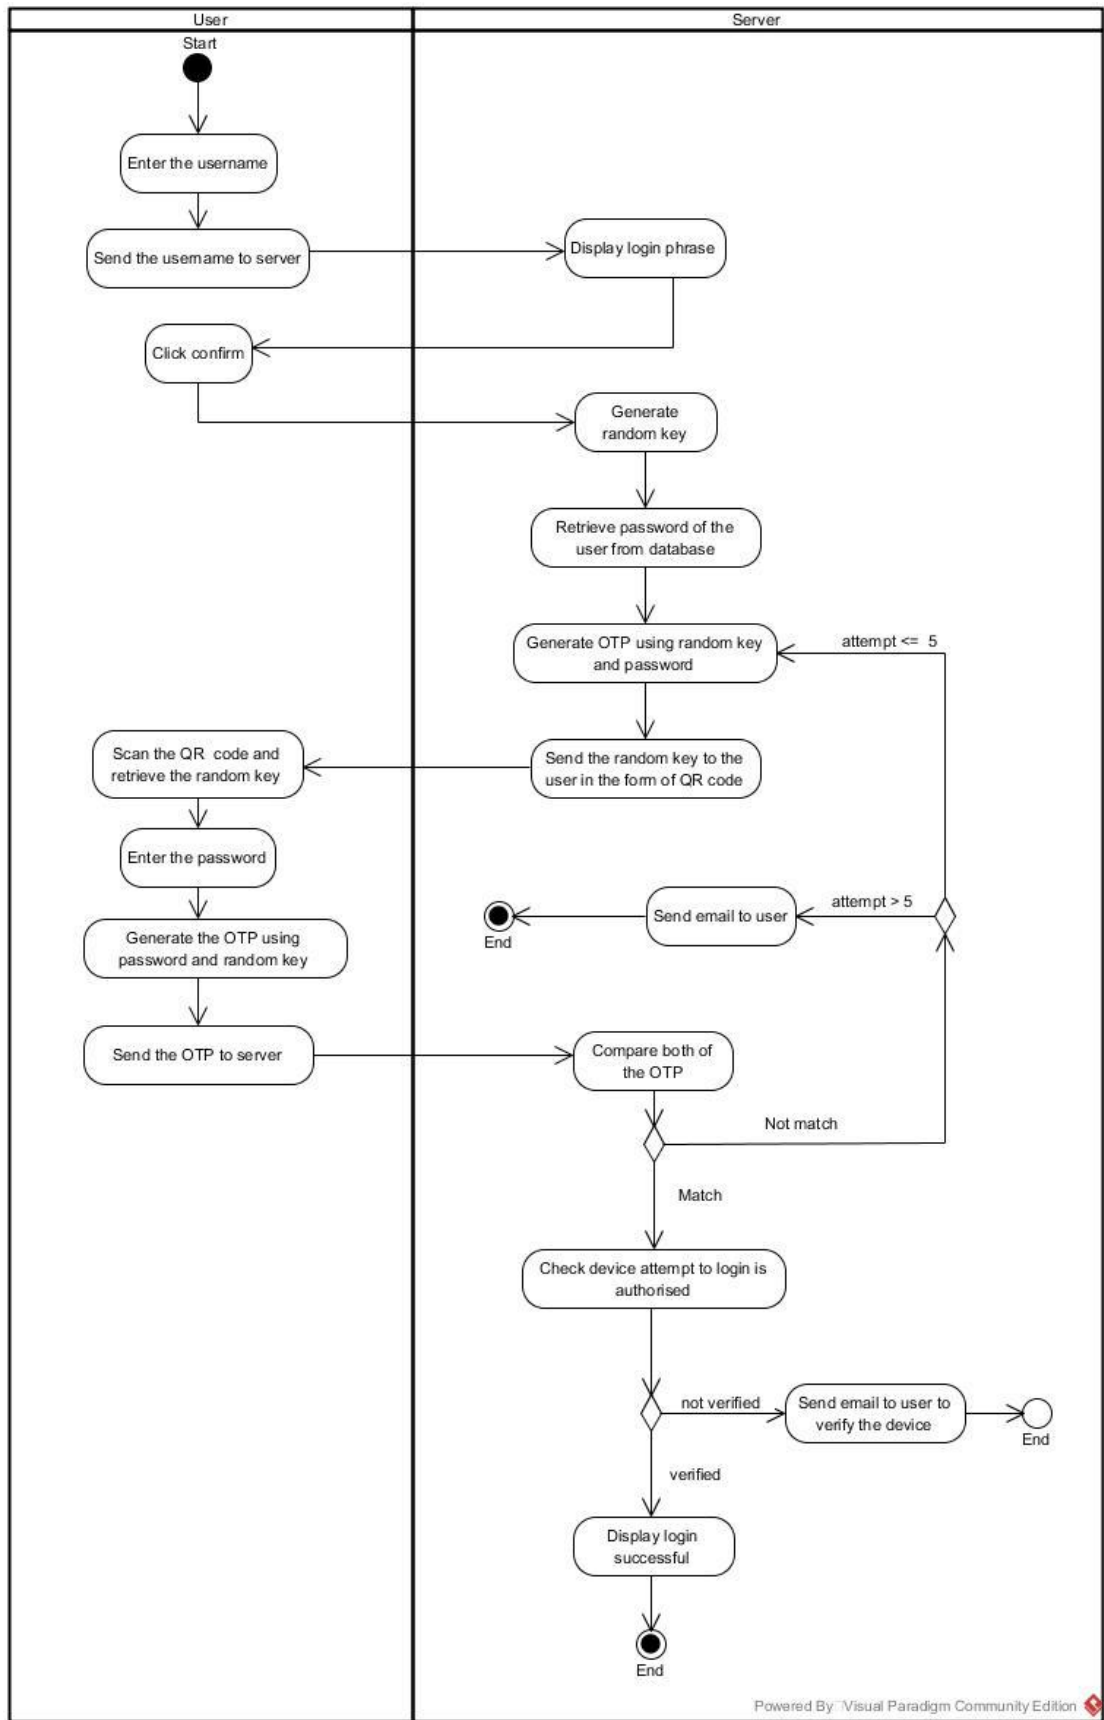 User
Server
Start
Enter the username
Send the username to server
Display login phrase
Click confirm
Generate
random key
Retrieve password of the
user from database
Generate OTP using random key
and password
attempt <= 5
Scan the QR code and
retrieve the random key
Send the random key to the
user in the form of QR code
Enter the password
Send email to user
attempt > 5
End
Generate the OTP using
password and random key
Send the OTP to server
Compare both of
the OTP
Not match
Match
Check device attempt to login is
authorised
not verified
Send email to user to
verify the device
End
verified
Display login
successful
End
Powered By Visual Paradigm Community Edition